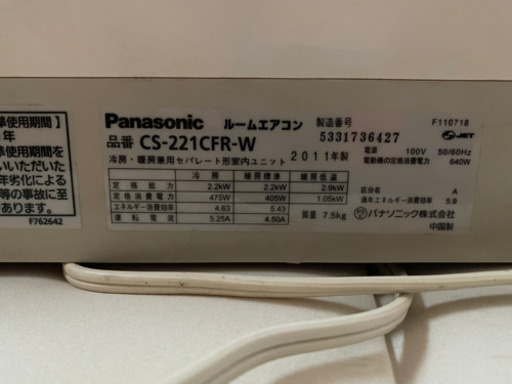 準使用期間】
年
いいただいた
年劣化による
等の事故に至
があります。
F762642
Panasonic ルームエアコン
品番 CS-221CFR-W
冷房・暖房兼用セパレート形室内ユニット 2011年製
製造番号
5331736427
F110716
JET
電源 100V 50/60Hz
電動機の定格消費電力 640W
冷房 暖房標準 暖房低温
定格能力 2.2kW 2.2kW 2.9kW
定格消費電力 475W 405W 1.05kW
エネルギー消費効率 4.63 5.43
運転電流 5.25A 4.50A
質量 7.5kg
区分名 A
通年エネルギー消費効率 5.9
パナソニック株式会社
中国製